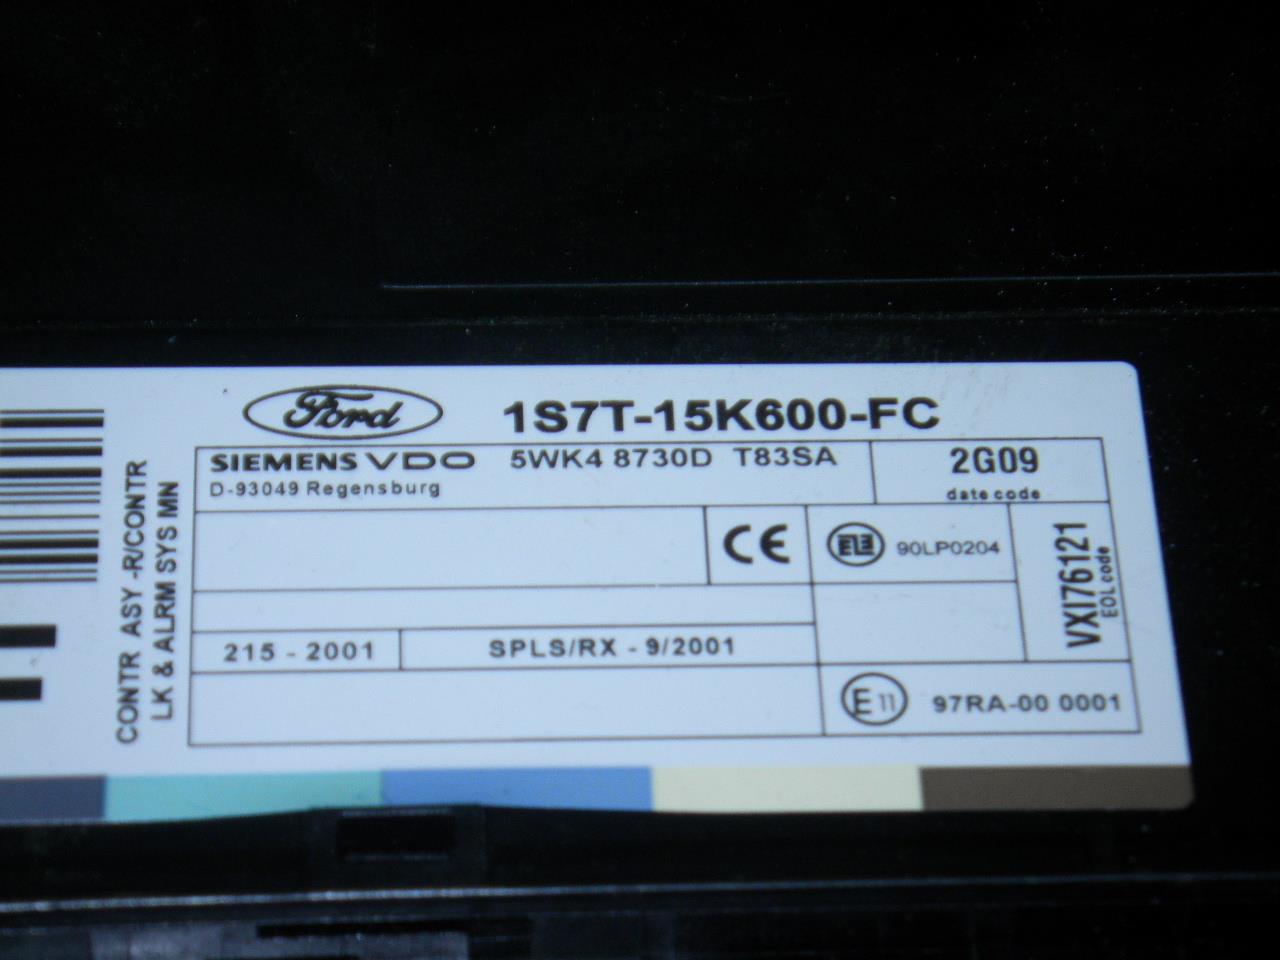 Ford 1S7T-15K600-FC
SIEMENS VDO 5WK4 8730D T83SA
D-93049 Regensburg
2G09
date code
CE
90LP0204
VXI76121
EOL code
215 - 2001
SPLS/RX - 9/2001
E 11
97RA-00 0001
CONTR ASY -R/CONTR
LK & ALRM SYS MN